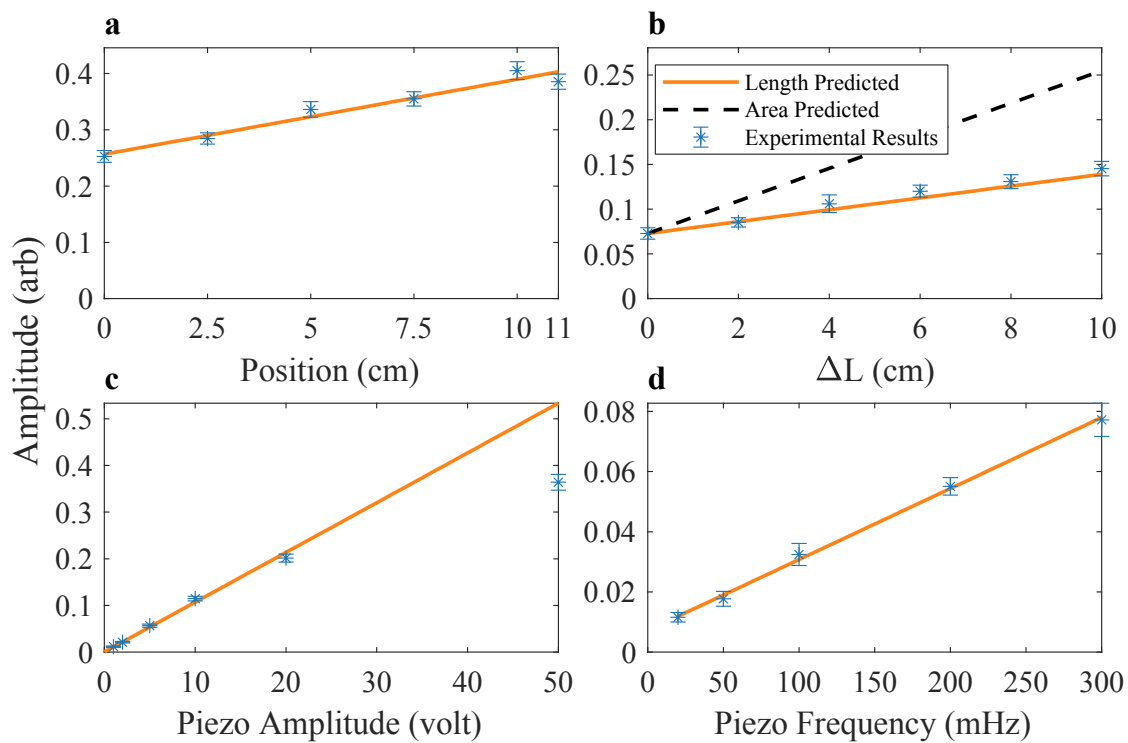 a
0.4
0.3
0.2
0.1
0
0 2.5 5 7.5 10 11
Position (cm)
b
0.25
0.2
0.15
0.1
0.05
0
Length Predicted
Area Predicted
Experimental Results
0 2 4 6 8 10
ΔL (cm)
Amplitude (arb)
c
0.5
0.4
0.3
0.2
0.1
0
0 10 20 30 40 50
Piezo Amplitude (volt)
d
0.08
0.06
0.04
0.02
0
0 50 100 150 200 250 300
Piezo Frequency (mHz)